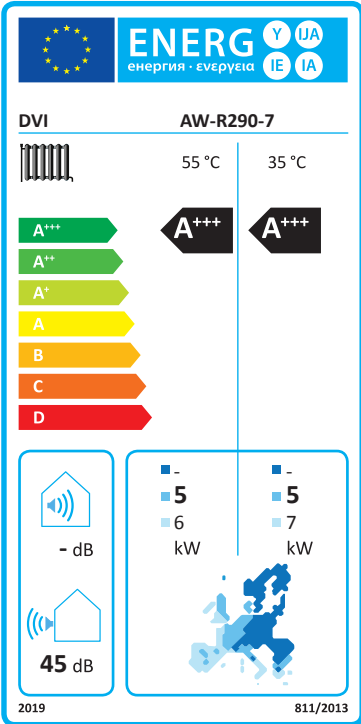 ENERG Y IJA IE IA
енергия · ενεργεια
DVI AW-R290-7
55 °C 35 °C
A+++ A+++
A+++
A++
A+
A
B
C
D
- dB
45 dB
- -
5 5
6 7
kW kW
2019 811/2013